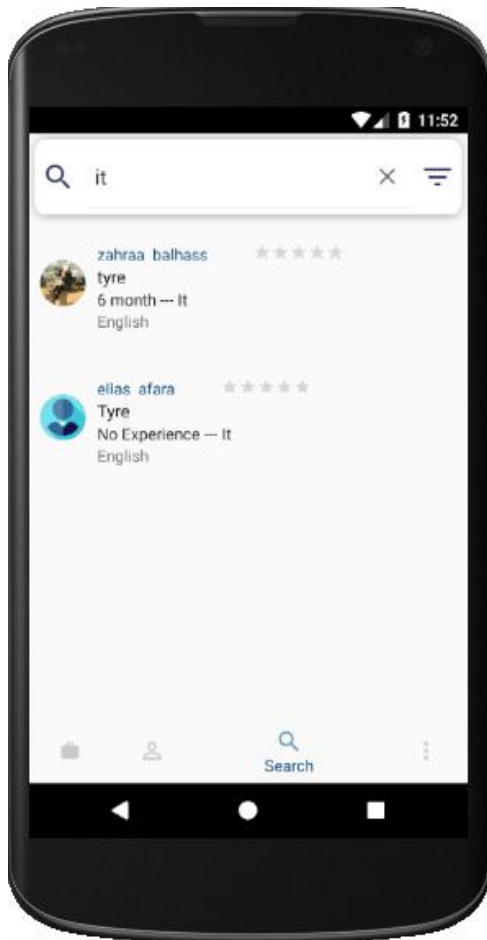 11:52
it
zahraa balhass
tyre
6 month --- It
English
elias afara
Tyre
No Experience --- It
English
Search